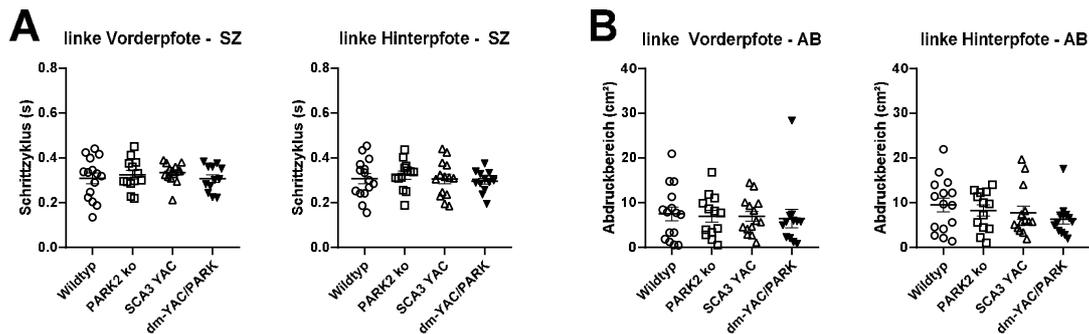 A
B
linke Vorderpfote - SZ
linke Hinterpfote - SZ
linke Vorderpfote - AB
linke Hinterpfote - AB
Schrittzyklus (s)
0.8
0.6
0.4
0.2
0.0
Wildtyp
PARK2 ko
SCA3 YAC
dm-YAC/PARK
Schrittzyklus (s)
0.8
0.6
0.4
0.2
0.0
Wildtyp
PARK2 ko
SCA3 YAC
dm-YAC/PARK
Abdruckbereich (cm²)
40
30
20
10
0
Wildtyp
PARK2 ko
SCA3 YAC
dm-YAC/PARK
Abdruckbereich (cm²)
40
30
20
10
0
Wildtyp
PARK2 ko
SCA3 YAC
dm-YAC/PARK